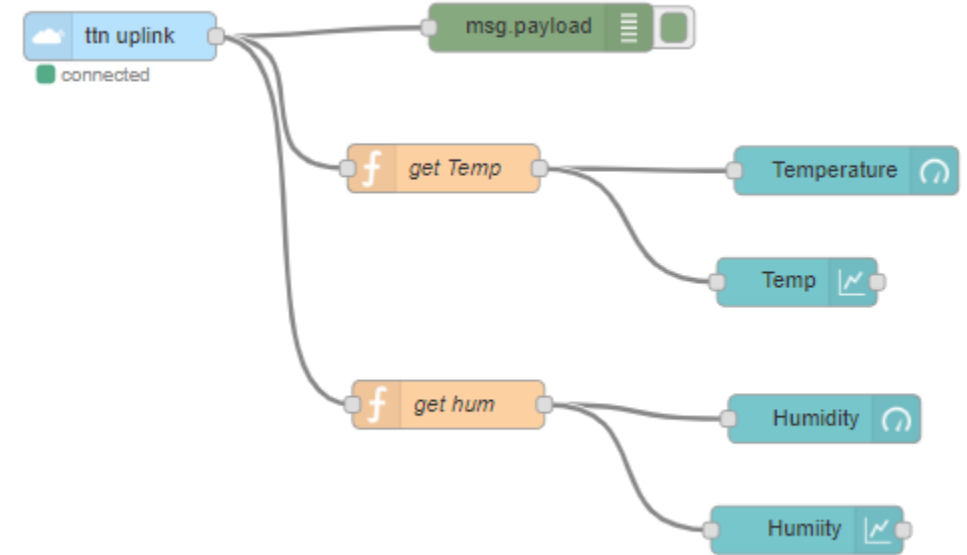 ttn uplink
connected
msg.payload
get Temp
Temperature
Temp
get hum
Humidity
Humiity